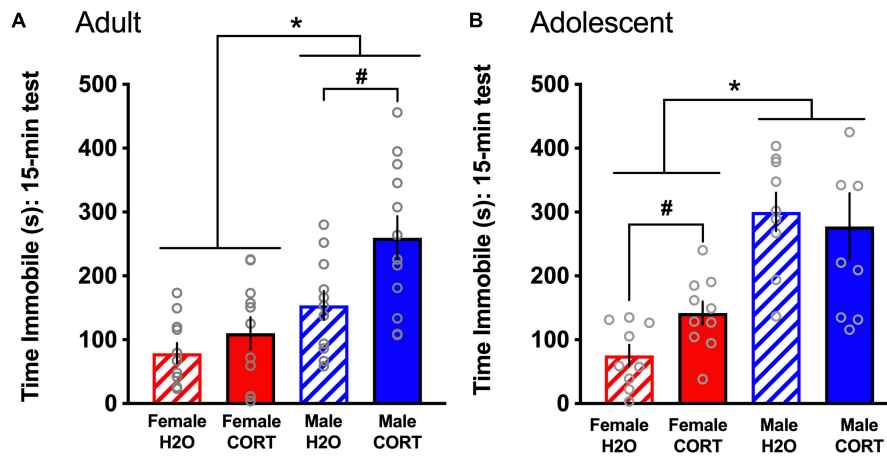 A Adult
*
#
Time Immobile (s): 15-min test
500
400
300
200
100
0
Female H2O
Female CORT
Male H2O
Male CORT
B Adolescent
*
#
Time Immobile (s): 15-min test
500
400
300
200
100
0
Female H2O
Female CORT
Male H2O
Male CORT